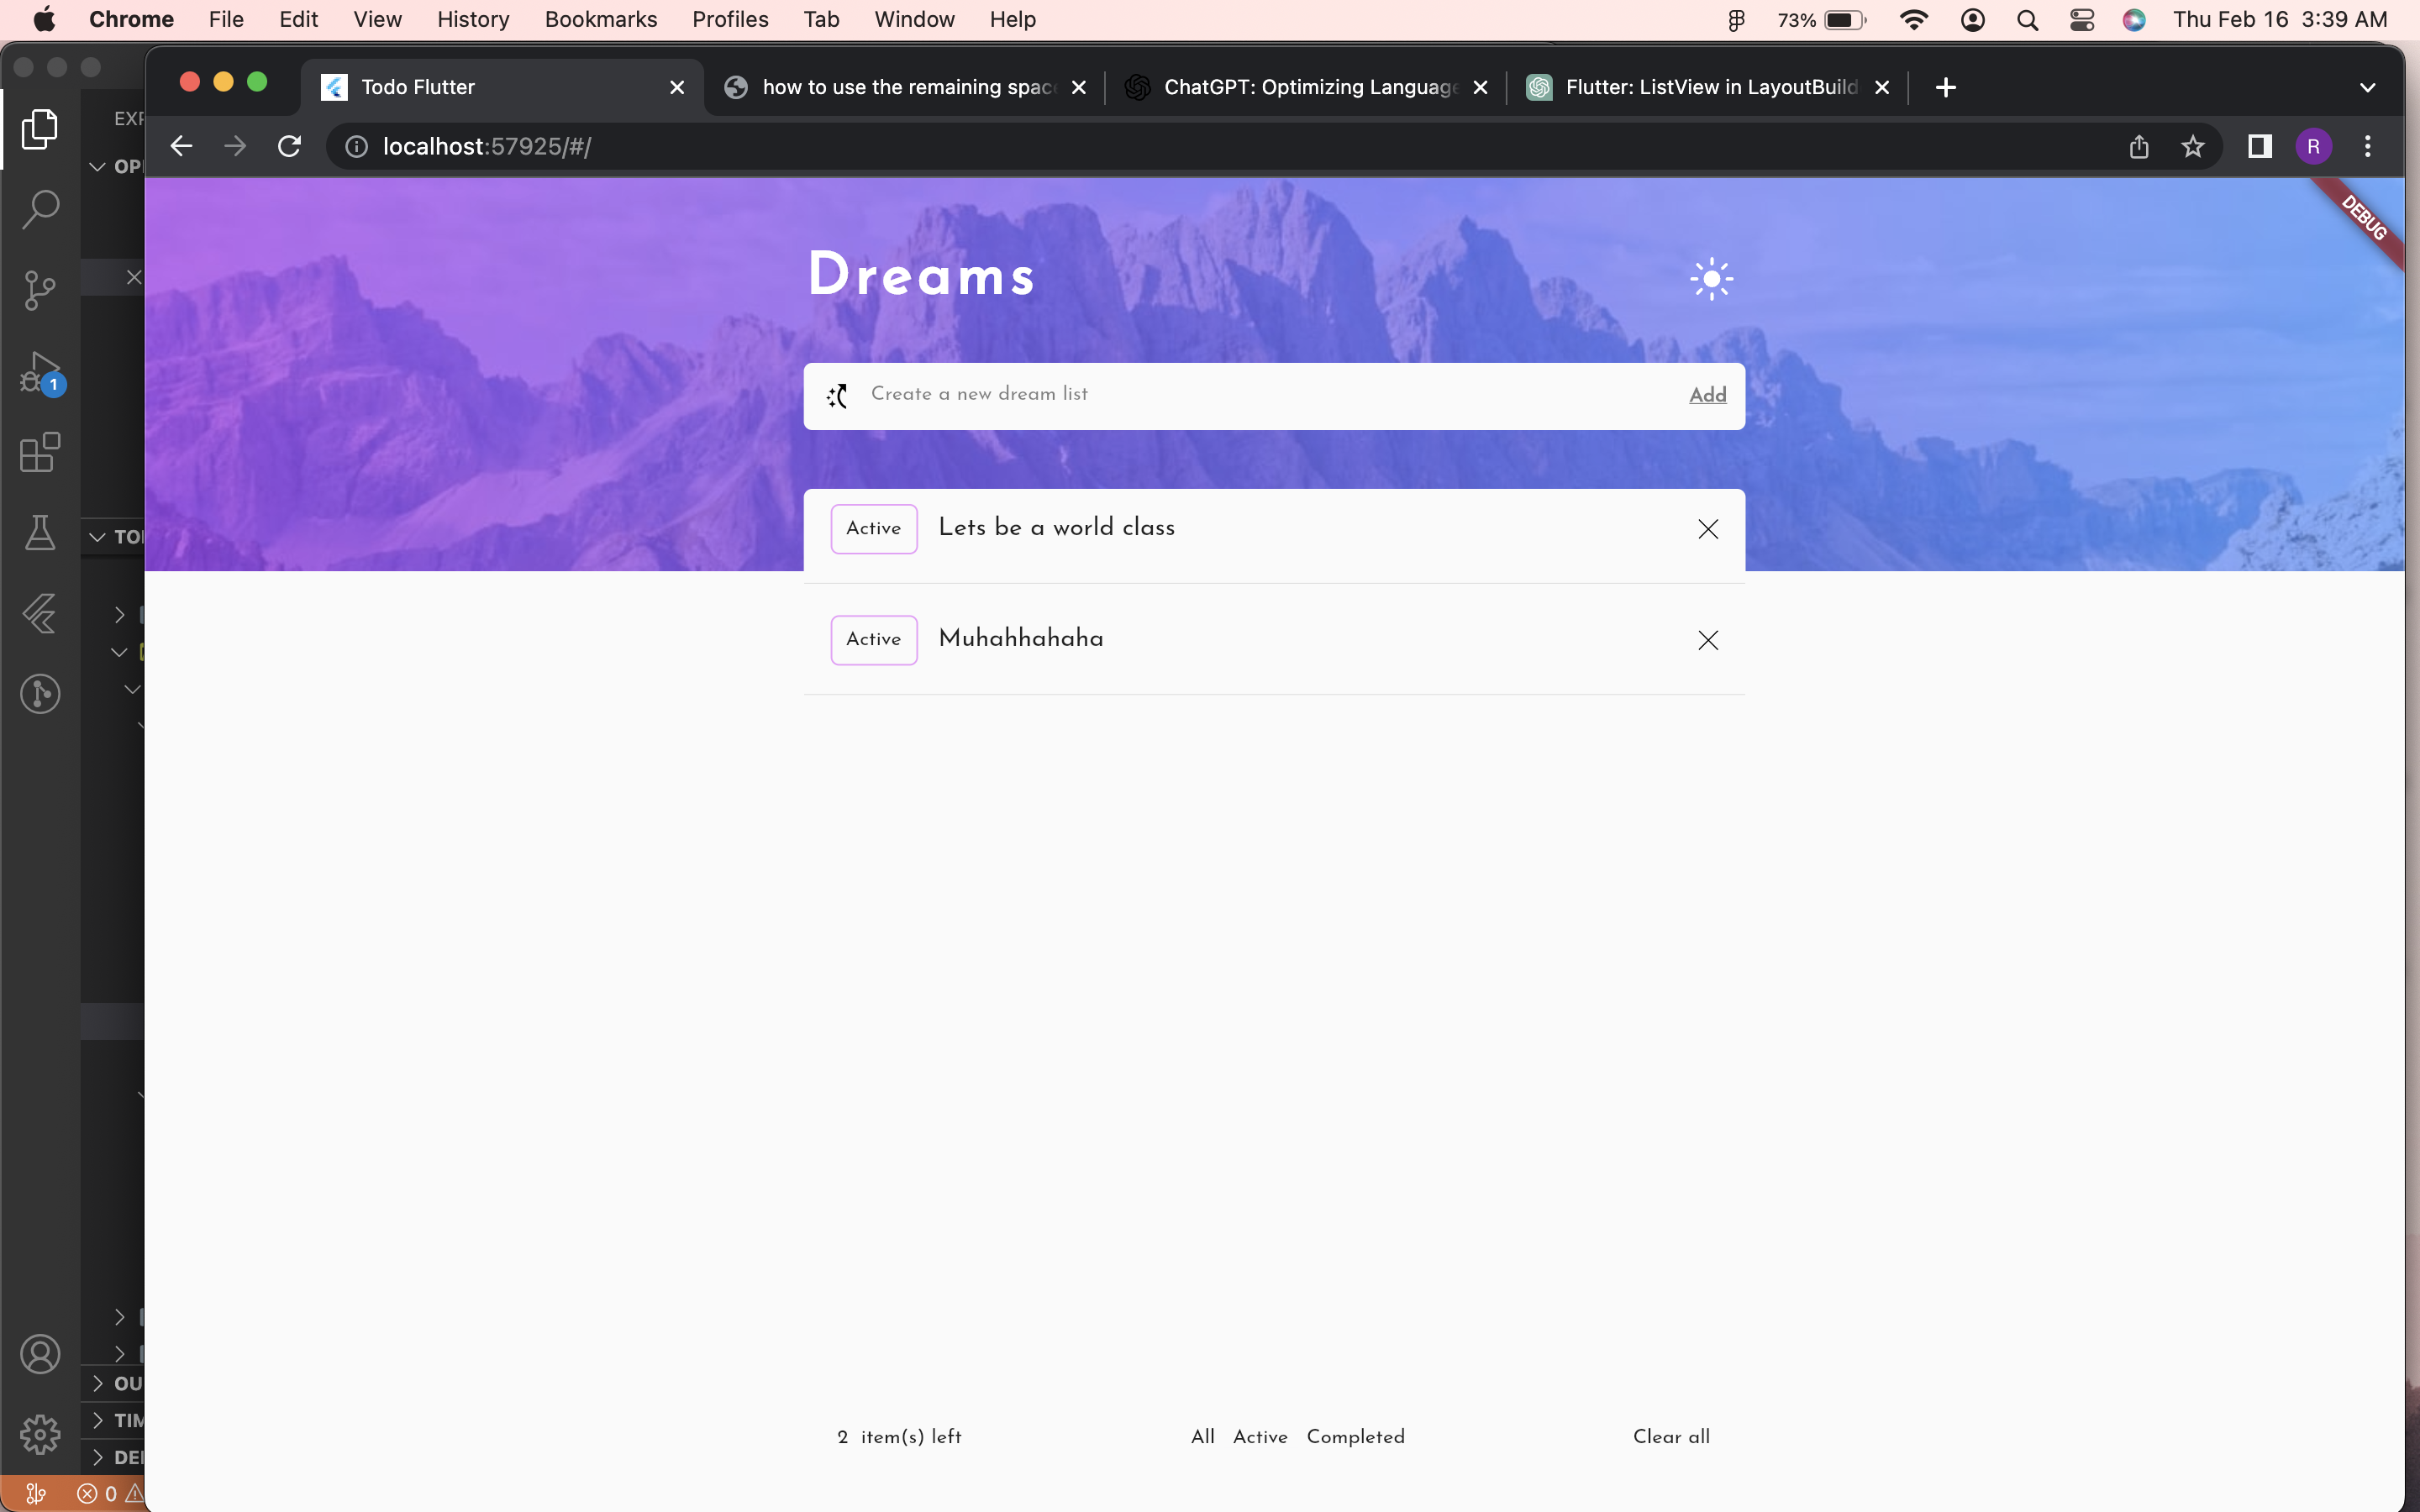 Chrome File Edit View History Bookmarks Profiles Tab Window Help 73% Thu Feb 16 3:39 AM
Todo Flutter how to use the remaining spac ChatGPT: Optimizing Language Flutter: ListView in LayoutBuild
EXP
localhost:57925/#/ R
OP
DEBUG
Dreams
1
Create a new dream list Add
Active Lets be a world class
TO
Active Muhahhahaha
OU
TIM
2 item(s) left All Active Completed Clear all
DE
0